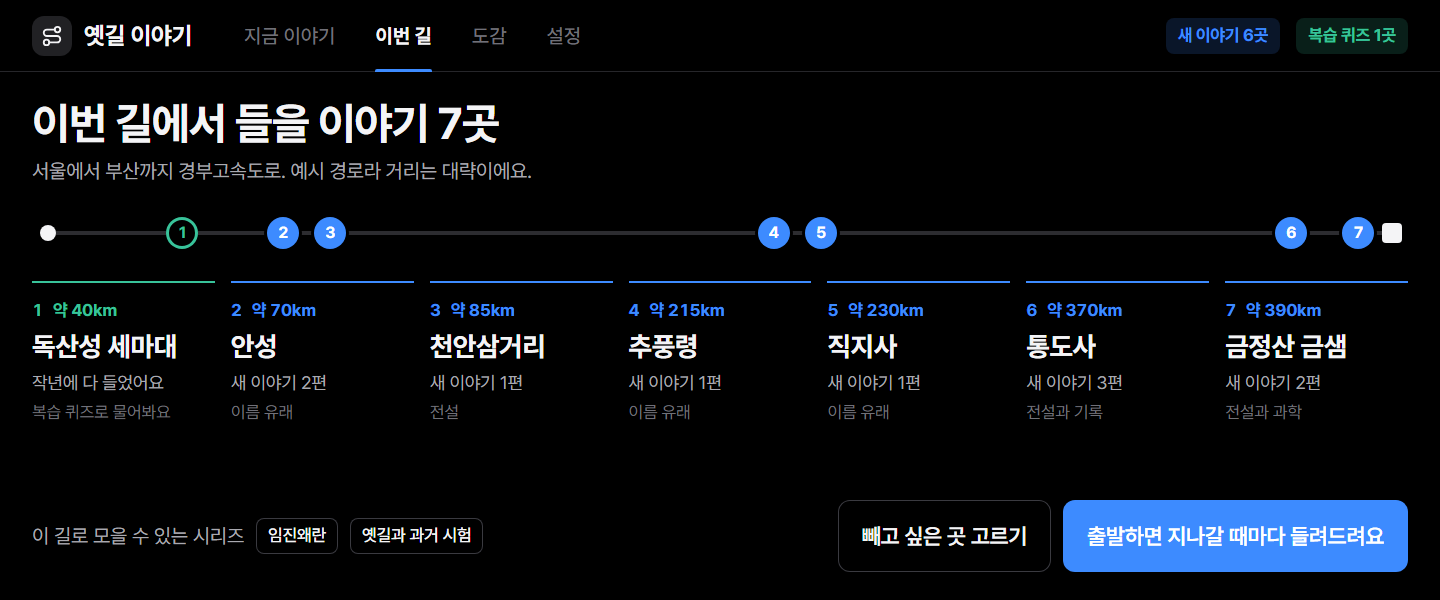 옛길 이야기
지금 이야기
이번 길
도감
설정
새 이야기 6곳
복습 퀴즈 1곳
이번 길에서 들을 이야기 7곳
서울에서 부산까지 경부고속도로. 예시 경로라 거리는 대략이에요.
1
2
3
4
5
6
7
1 약 40km
독산성 세마대
작년에 다 들었어요
복습 퀴즈로 물어봐요
2 약 70km
안성
새 이야기 2편
이름 유래
3 약 85km
천안삼거리
새 이야기 1편
전설
4 약 215km
추풍령
새 이야기 1편
이름 유래
5 약 230km
직지사
새 이야기 1편
이름 유래
6 약 370km
통도사
새 이야기 3편
전설과 기록
7 약 390km
금정산 금샘
새 이야기 2편
전설과 과학
이 길로 모을 수 있는 시리즈
임진왜란
옛길과 과거 시험
빼고 싶은 곳 고르기
출발하면 지나갈 때마다 들려드려요